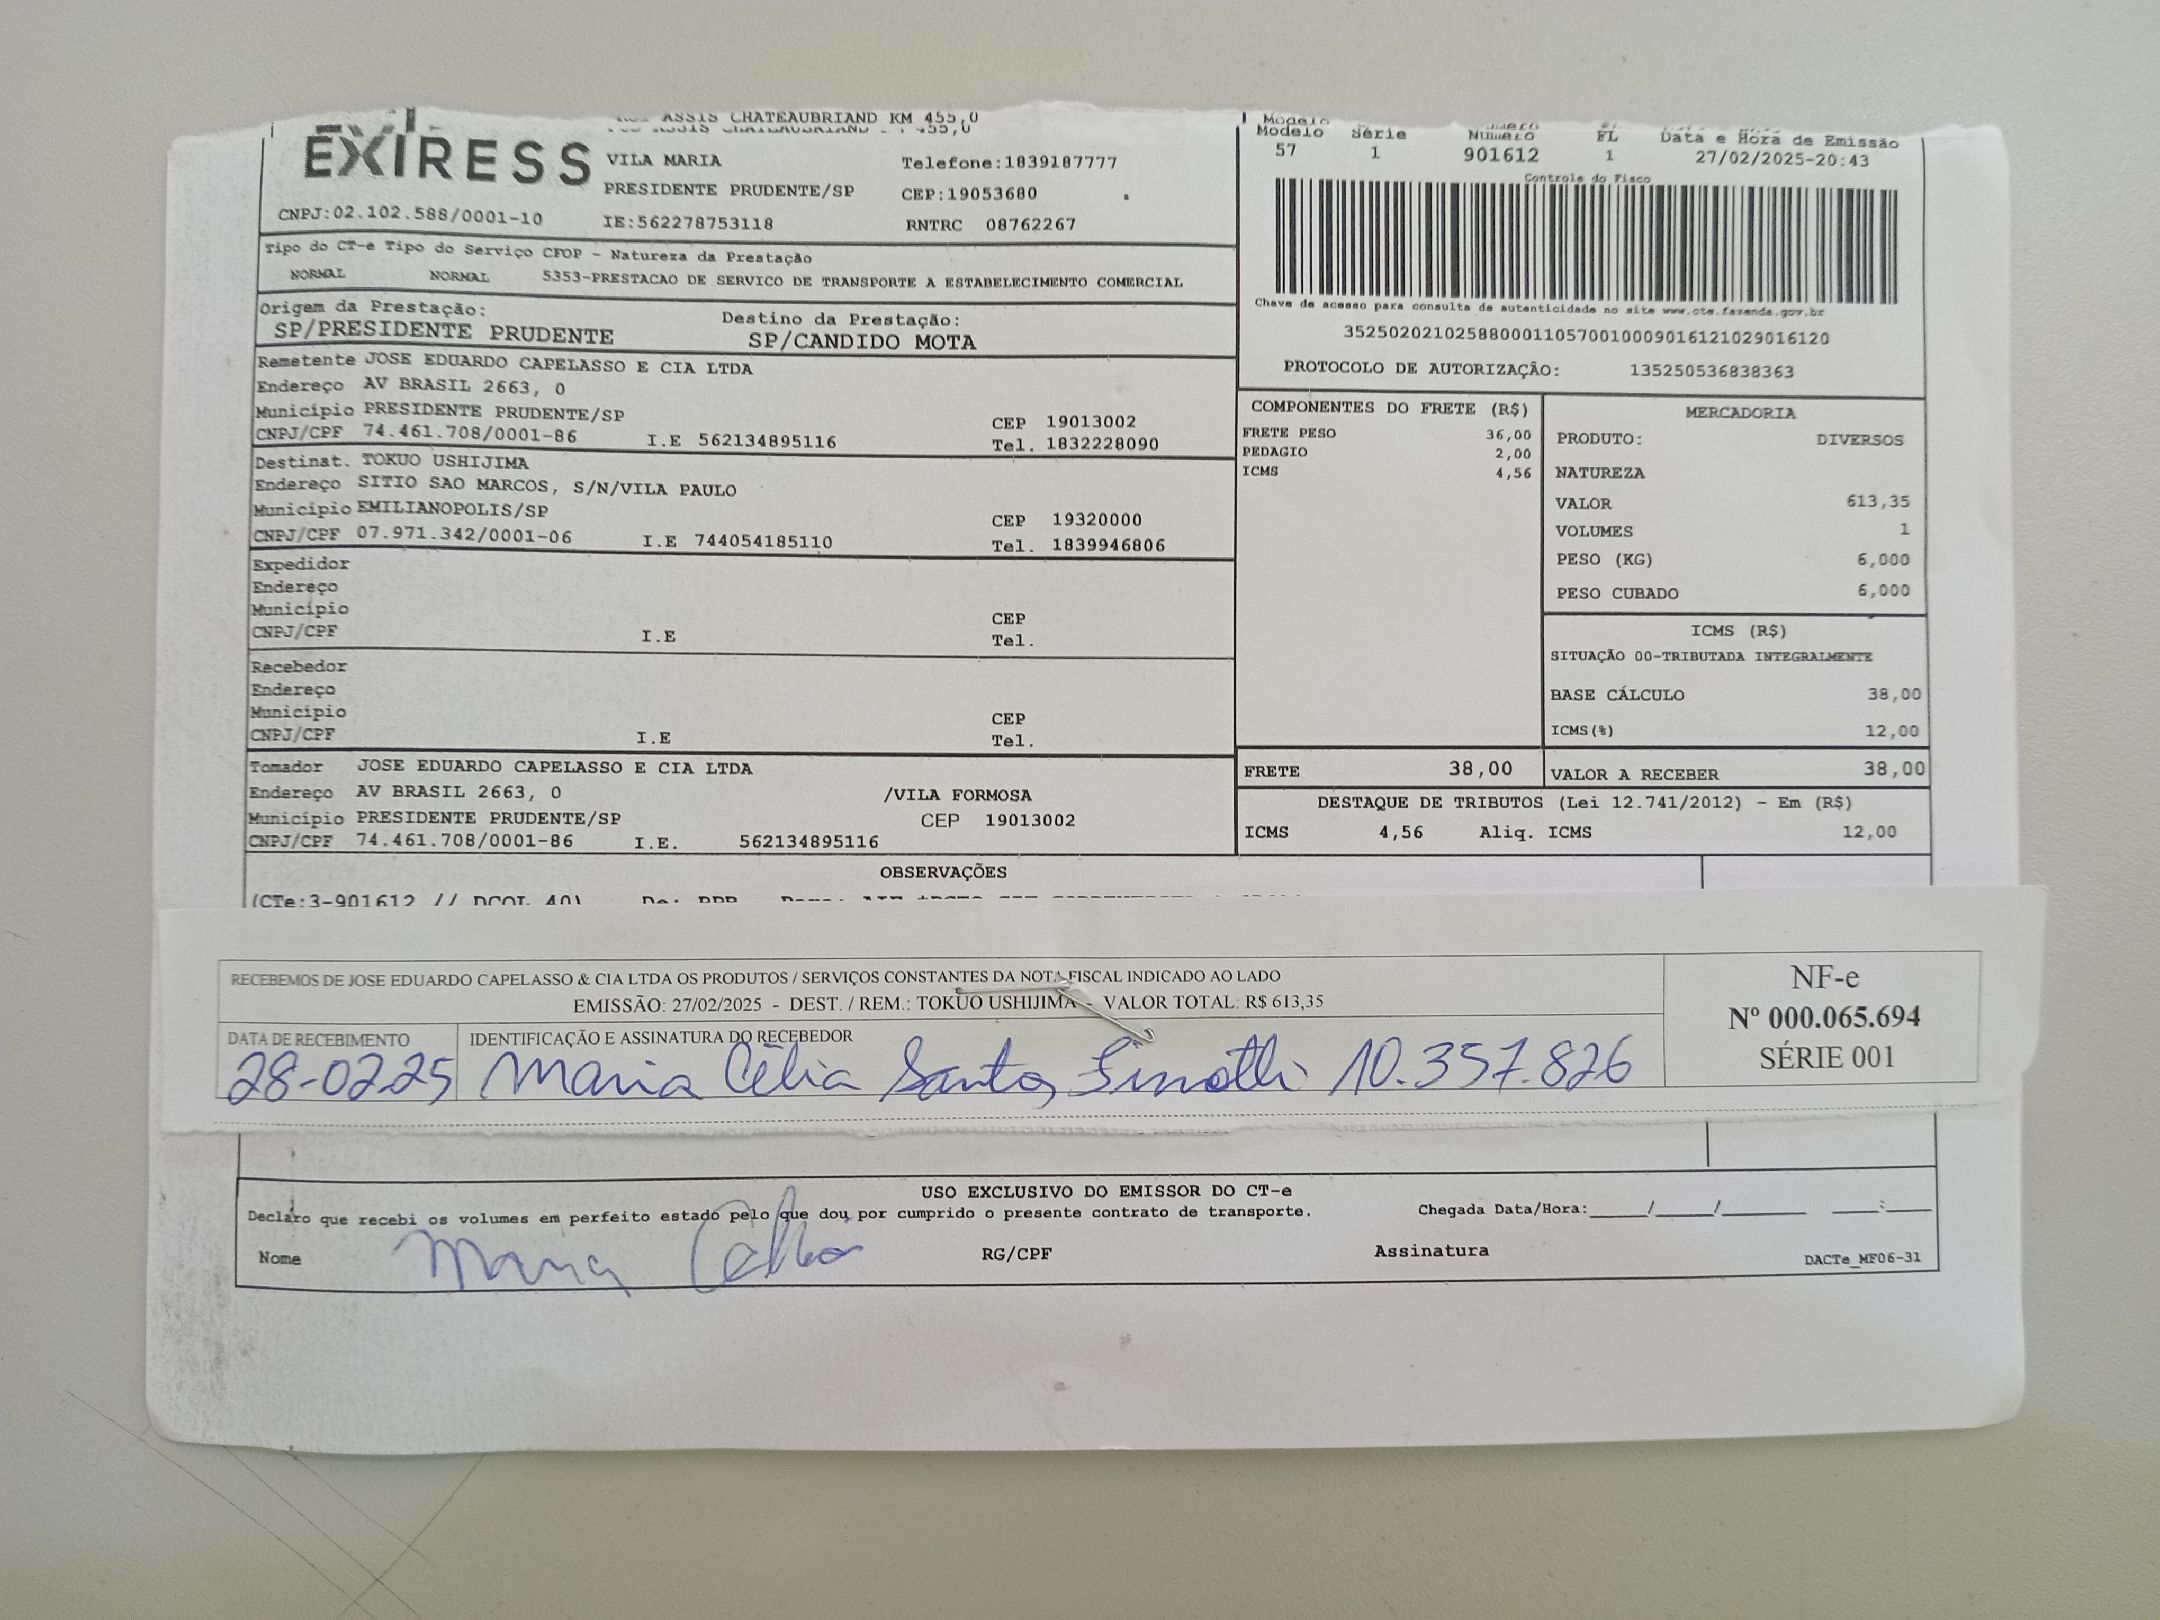 ASSIS CHATEAUBRIAND KM 455,0
EXIRESS
VILA MARIA Telefone:1839187777
PRESIDENTE PRUDENTE/SP CEP:19053680
CNPJ:02.102.588/0001-10 IE:562278753118 RNTRC 08762267
Modelo Série Número FL Data e Hora de Emissão
57 1 901612 1 27/02/2025-20:43
Controle do Fisco
Chave de acesso para consulta de autenticidade no site www.cte.fazenda.gov.br
35250202102588000110570010009016121029016120
PROTOCOLO DE AUTORIZAÇÃO: 135250536838363
Tipo do CT-e Tipo do Serviço CFOP - Natureza da Prestação
NORMAL NORMAL 5353-PRESTACAO DE SERVICO DE TRANSPORTE A ESTABELECIMENTO COMERCIAL
Origem da Prestação: Destino da Prestação:
SP/PRESIDENTE PRUDENTE SP/CANDIDO MOTA
Remetente JOSE EDUARDO CAPELASSO E CIA LTDA
Endereço AV BRASIL 2663, 0
Município PRESIDENTE PRUDENTE/SP CEP 19013002
CNPJ/CPF 74.461.708/0001-86 I.E 562134895116 Tel. 1832228090
Destinat. TOKUO USHIJIMA
Endereço SITIO SAO MARCOS, S/N/VILA PAULO
Município EMILIANOPOLIS/SP CEP 19320000
CNPJ/CPF 07.971.342/0001-06 I.E 744054185110 Tel. 1839946806
Expedidor
Endereço
Município CEP
CNPJ/CPF I.E Tel.
Recebedor
Endereço
Município CEP
CNPJ/CPF I.E Tel.
Tomador JOSE EDUARDO CAPELASSO E CIA LTDA
Endereço AV BRASIL 2663, 0 /VILA FORMOSA
Município PRESIDENTE PRUDENTE/SP CEP 19013002
CNPJ/CPF 74.461.708/0001-86 I.E. 562134895116
COMPONENTES DO FRETE (R$)
FRETE PESO 36,00
PEDAGIO 2,00
ICMS 4,56
MERCADORIA
PRODUTO: DIVERSOS
NATUREZA
VALOR 613,35
VOLUMES 1
PESO (KG) 6,000
PESO CUBADO 6,000
ICMS (R$)
SITUAÇÃO 00-TRIBUTADA INTEGRALMENTE
BASE CÁLCULO 38,00
ICMS(%) 12,00
FRETE 38,00 VALOR A RECEBER 38,00
DESTAQUE DE TRIBUTOS (Lei 12.741/2012) - Em (R$)
ICMS 4,56 Aliq. ICMS 12,00
OBSERVAÇÕES
(CTe:3-901612 //
RECEBEMOS DE JOSE EDUARDO CAPELASSO & CIA LTDA OS PRODUTOS / SERVIÇOS CONSTANTES DA NOTA FISCAL INDICADO AO LADO
EMISSÃO: 27/02/2025 - DEST. / REM.: TOKUO USHIJIMA - VALOR TOTAL: R$ 613,35
DATA DE RECEBIMENTO IDENTIFICAÇÃO E ASSINATURA DO RECEBEDOR
28-02-25 Maria Célia Santos 10.357.826
NF-e
Nº 000.065.694
SÉRIE 001
USO EXCLUSIVO DO EMISSOR DO CT-e
Declaro que recebi os volumes em perfeito estado pelo que dou por cumprido o presente contrato de transporte. Chegada Data/Hora:____/____/______ ____:____
Nome Maria Célia RG/CPF Assinatura DACTe_MF06-31